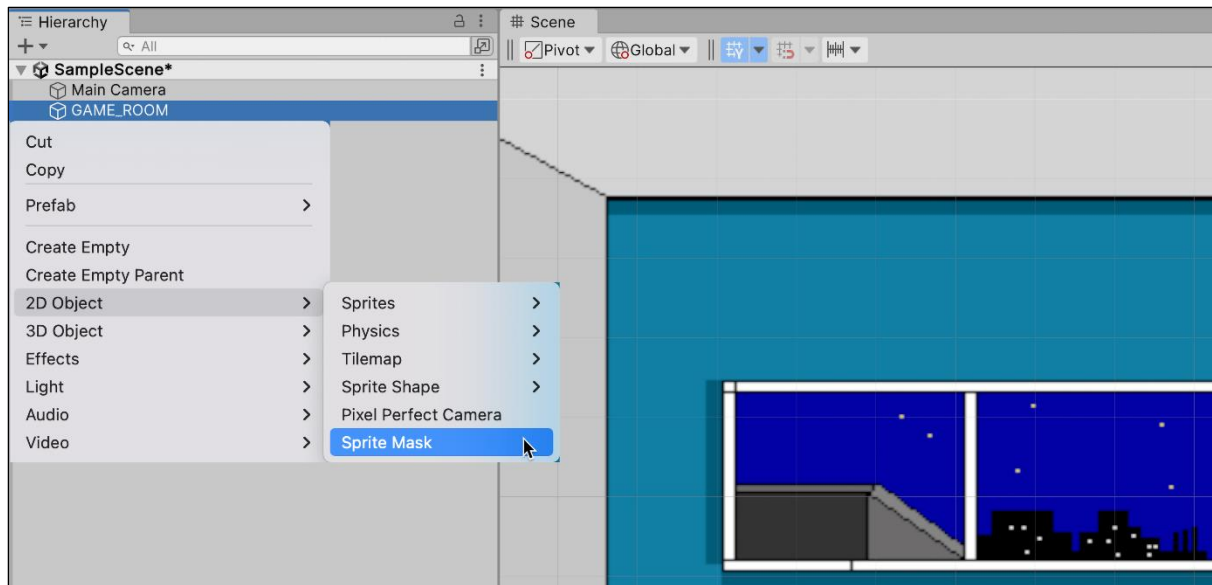 Hierarchy
Scene
All
Pivot
Global
SampleScene*
Main Camera
GAME_ROOM
Cut
Copy
Prefab
Create Empty
Create Empty Parent
2D Object
3D Object
Effects
Light
Audio
Video
Sprites
Physics
Tilemap
Sprite Shape
Pixel Perfect Camera
Sprite Mask